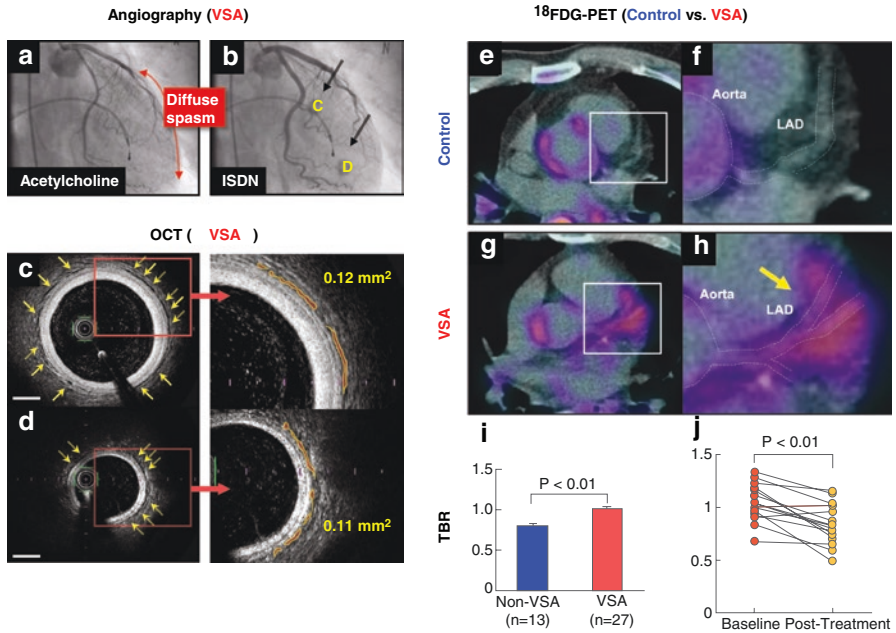 Angiography (VSA)
a
b
C
D
Diffuse
spasm
Acetylcholine
ISDN
OCT ( VSA )
c
0.12 mm²
d
0.11 mm²
¹⁸FDG-PET (Control vs. VSA)
Control
e
f
Aorta
LAD
VSA
g
h
Aorta
LAD
i
P < 0.01
TBR
1.5
1.0
0.5
0
Non-VSA
(n=13)
VSA
(n=27)
j
P < 0.01
1.5
1
0.5
0
Baseline Post-Treatment